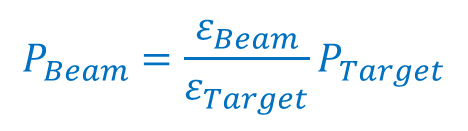 P_Beam = ε_Beam / ε_Target P_Target